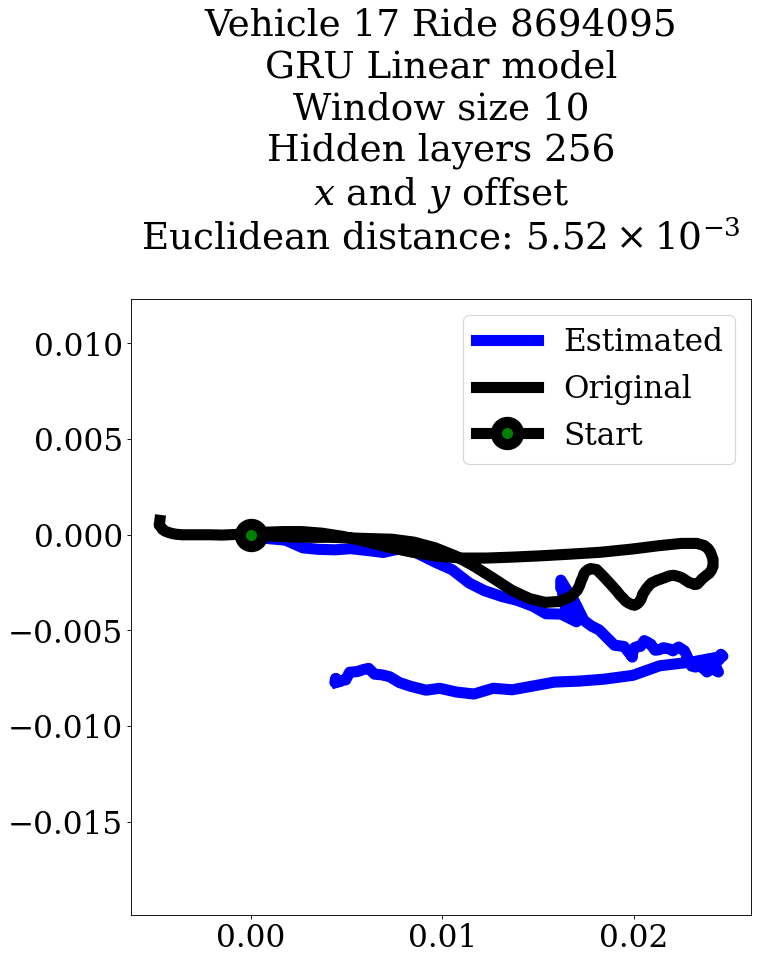 Vehicle 17 Ride 8694095
GRU Linear model
Window size 10
Hidden layers 256
x and y offset
Euclidean distance: 5.52 × 10⁻³
Estimated
Original
Start
0.010
0.005
0.000
−0.005
−0.010
−0.015
0.00 0.01 0.02